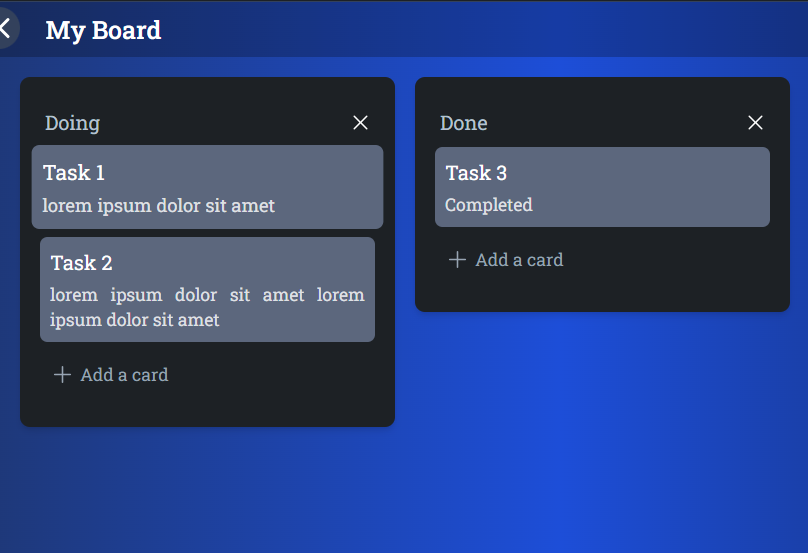 My Board
Doing
Task 1
lorem ipsum dolor sit amet
Task 2
lorem ipsum dolor sit amet lorem
ipsum dolor sit amet
Add a card
Done
Task 3
Completed
Add a card